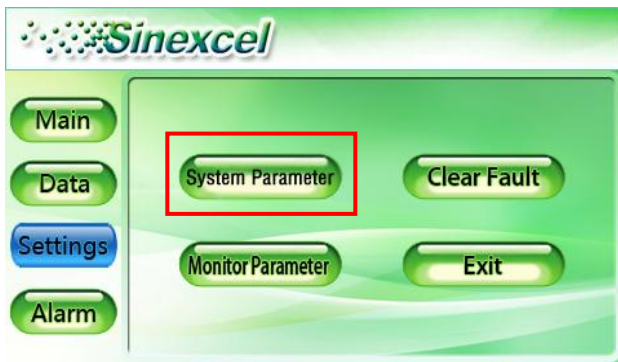 Sinexcel
Main
Data
Settings
Alarm
System Parameter
Clear Fault
Monitor Parameter
Exit